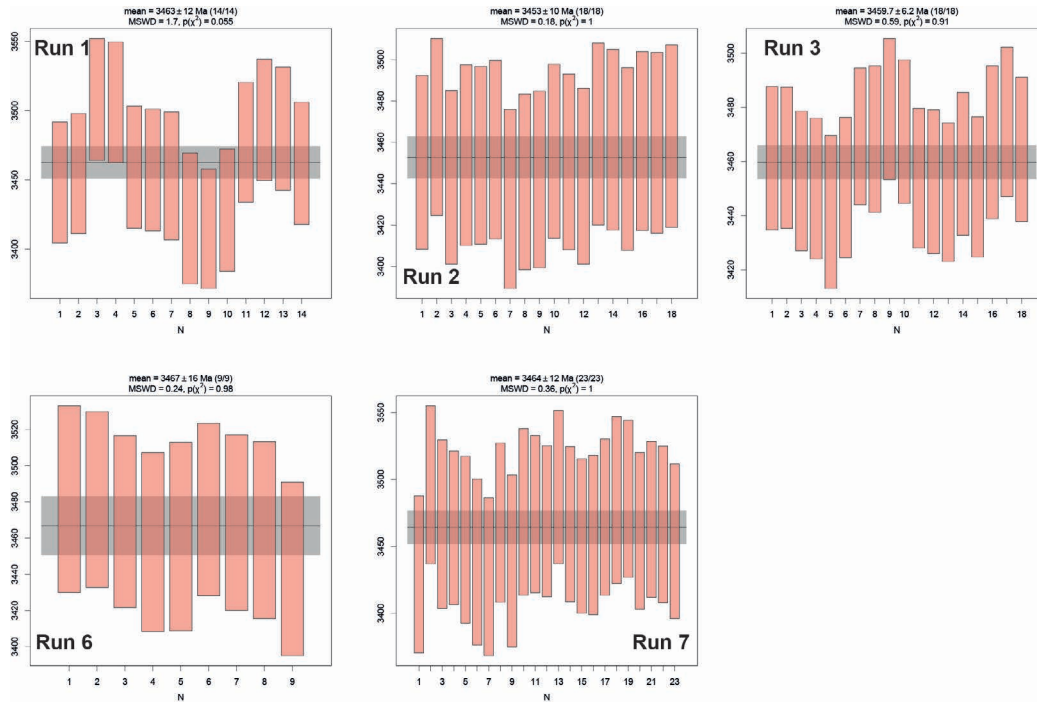 mean = 3463 ± 12 Ma (14/14)
MSWD = 1.7, p(χ²) = 0.055
Run 1
3550
3500
3450
3400
1 2 3 4 5 6 7 8 9 10 11 12 13 14
N
mean = 3453 ± 10 Ma (18/18)
MSWD = 0.18, p(χ²) = 1
3500
3480
3460
3440
3420
3400
Run 2
1 2 3 4 5 6 7 8 9 10 12 14 16 18
N
mean = 3459.7 ± 6.2 Ma (18/18)
MSWD = 0.59, p(χ²) = 0.91
Run 3
3500
3480
3460
3440
3420
1 2 3 4 5 6 7 8 9 10 12 14 16 18
N
mean = 3467 ± 16 Ma (9/9)
MSWD = 0.24, p(χ²) = 0.98
3520
3500
3480
3460
3440
3420
3400
Run 6
1 2 3 4 5 6 7 8 9
N
mean = 3464 ± 12 Ma (23/23)
MSWD = 0.36, p(χ²) = 1
3550
3500
3450
3400
Run 7
1 3 5 7 9 11 13 15 17 19 21 23
N